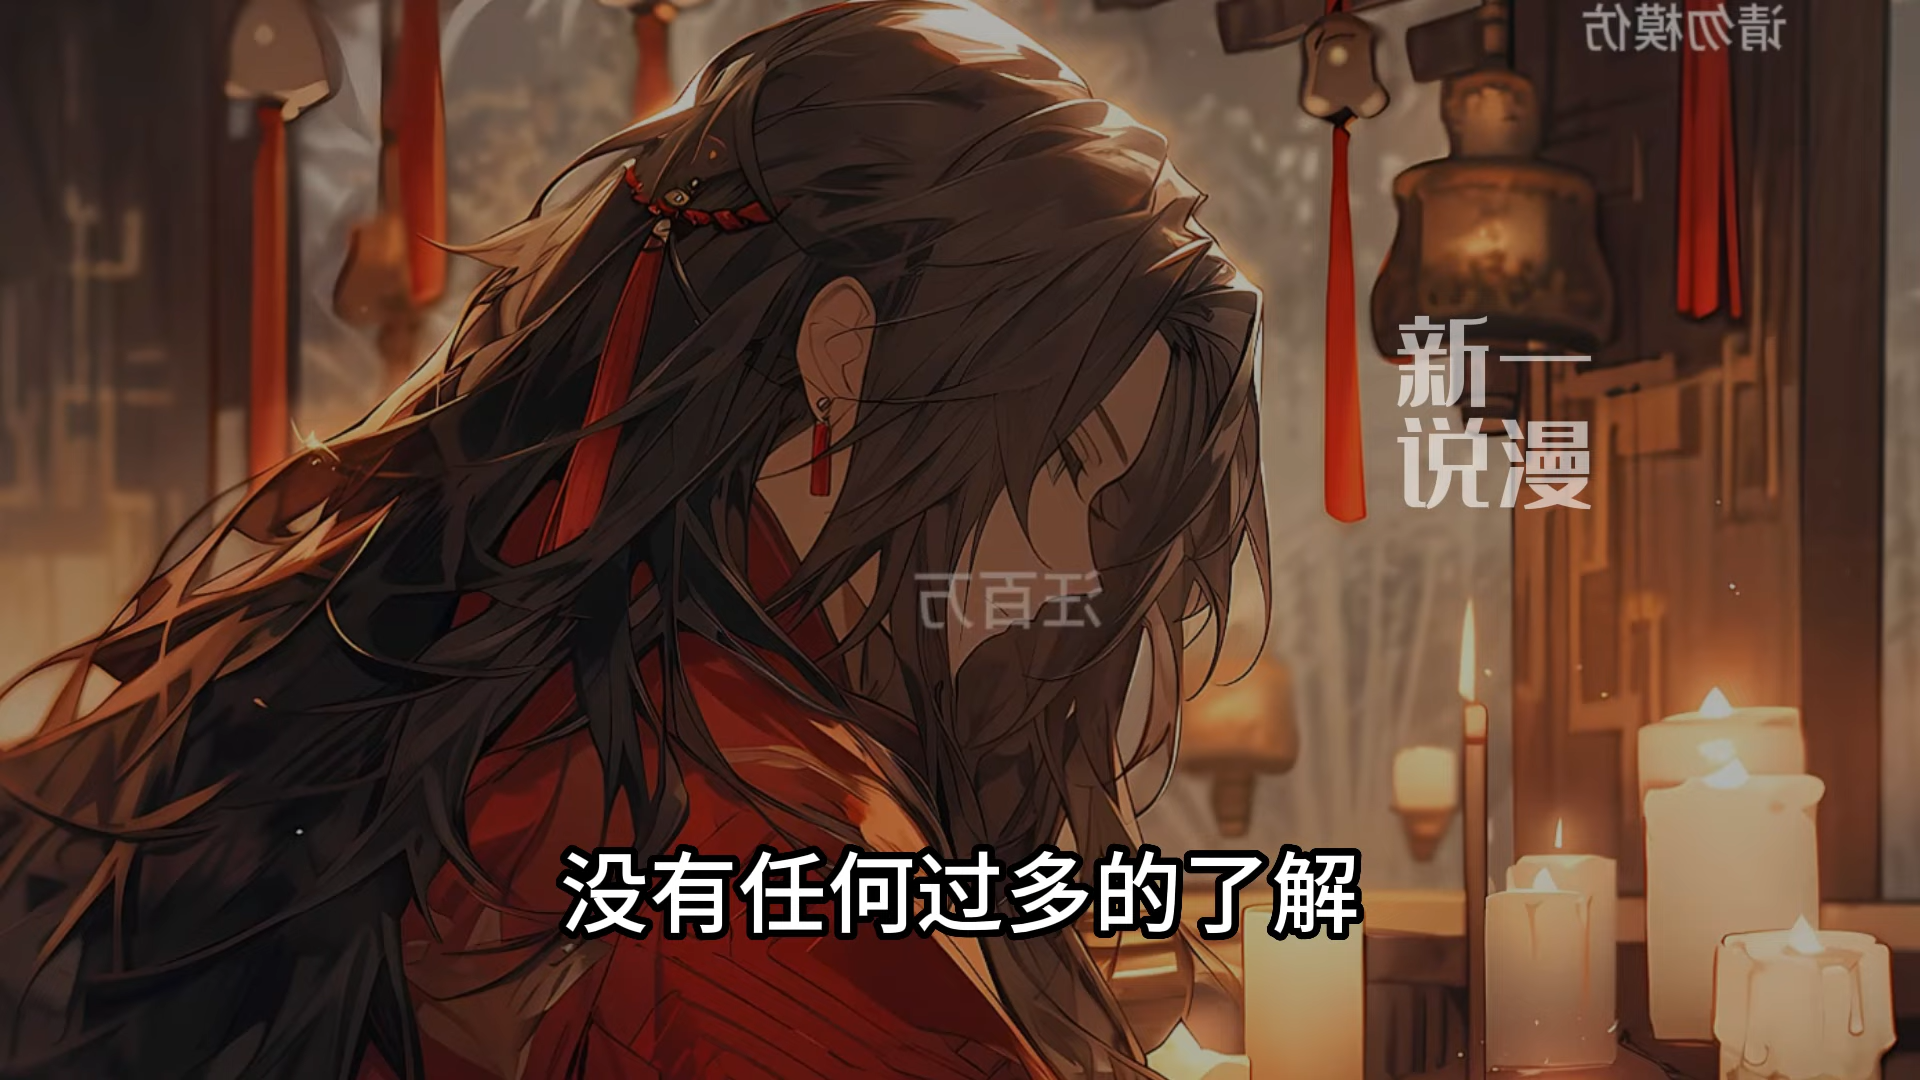 请勿模仿
新一
说漫
汪百万
没有任何过多的了解